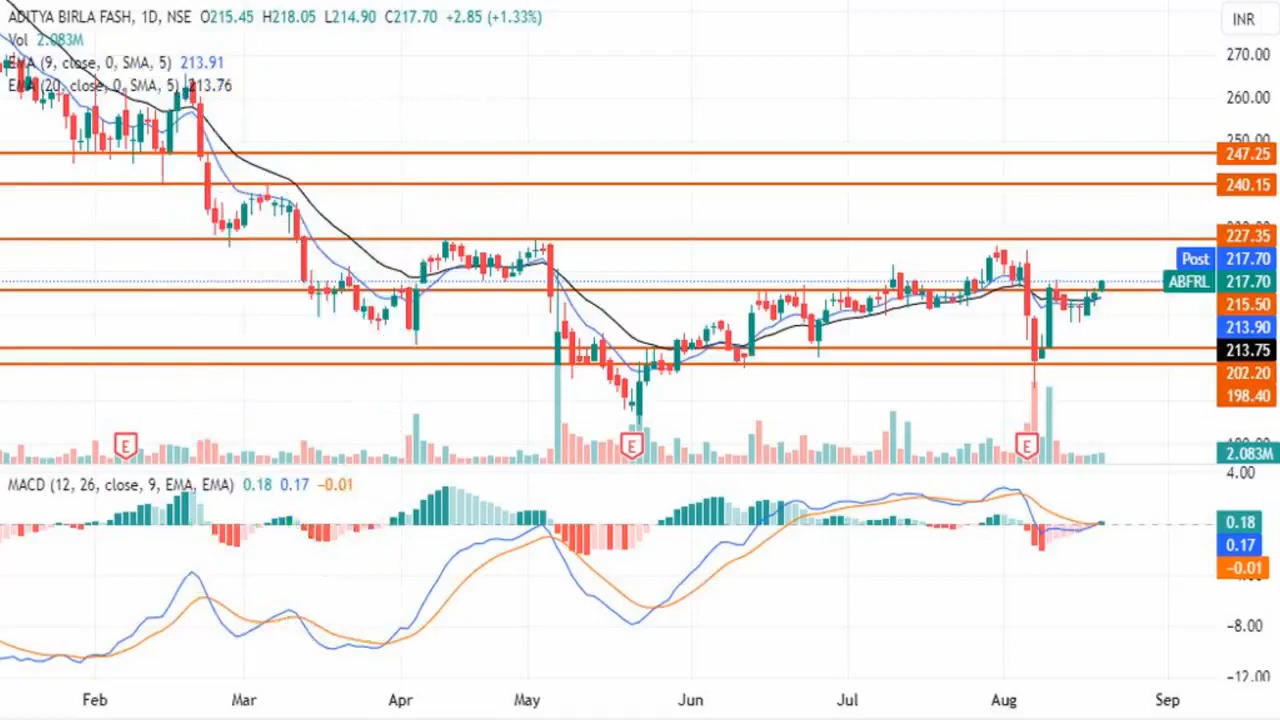 ADITYA BIRLA FASH, 1D, NSE O215.45 H218.05 L214.90 C217.70 +2.85 (+1.33%)
INR
Vol 2.083M
EMA (9, close, 0, SMA, 5) 213.91
EMA (20, close, 0, SMA, 5) 213.76
270.00
260.00
250.00
247.25
240.15
227.35
Post 217.70
ABFRL 217.70
215.50
213.90
213.75
202.20
198.40
E
E
E
2.083M
4.00
MACD (12, 26, close, 9, EMA, EMA) 0.18 0.17 −0.01
0.18
0.17
−0.01
−8.00
−12.00
Feb Mar Apr May Jun Jul Aug Sep